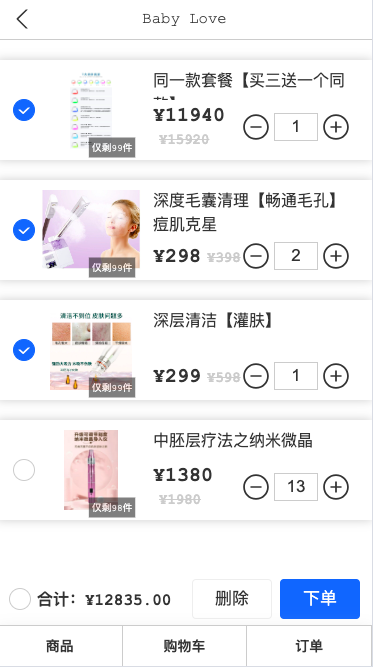 Baby Love
同一款套餐【买三送一个同
¥11940
¥15920
1
仅剩99件
深度毛囊清理【畅通毛孔】
痘肌克星
¥298 ¥398
2
仅剩99件
清洁不到位 皮肤问题多
深层清洁【灌肤】
¥299 ¥598
1
仅剩99件
中胚层疗法之纳米微晶
¥1380
¥1980
13
仅剩98件
合计: ¥12835.00
删除
下单
商品
购物车
订单